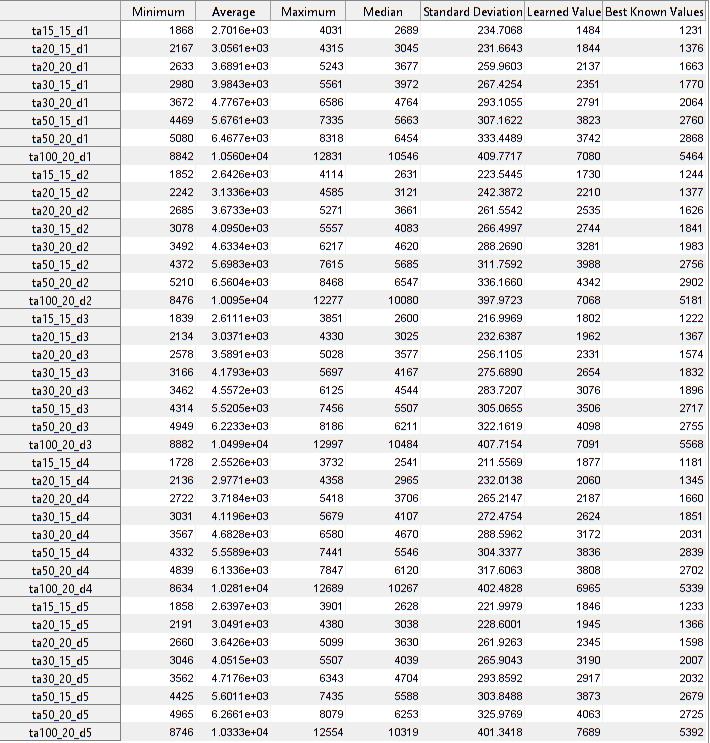 Minimum Average Maximum Median Standard Deviation Learned Value Best Known Values
ta15_15_d1 1868 2.7016e+03 4031 2689 234.7068 1484 1231
ta20_15_d1 2167 3.0561e+03 4315 3045 231.6643 1844 1376
ta20_20_d1 2633 3.6891e+03 5243 3677 259.9603 2137 1663
ta30_15_d1 2980 3.9843e+03 5561 3972 267.4254 2351 1770
ta30_20_d1 3672 4.7767e+03 6586 4764 293.1055 2791 2064
ta50_15_d1 4469 5.6761e+03 7335 5663 307.1622 3823 2760
ta50_20_d1 5080 6.4677e+03 8318 6454 333.4489 3742 2868
ta100_20_d1 8842 1.0560e+04 12831 10546 409.7717 7080 5464
ta15_15_d2 1852 2.6426e+03 4114 2631 223.5445 1730 1244
ta20_15_d2 2242 3.1336e+03 4585 3121 242.3872 2210 1377
ta20_20_d2 2685 3.6733e+03 5271 3661 261.5542 2535 1626
ta30_15_d2 3078 4.0950e+03 5557 4083 266.4997 2744 1841
ta30_20_d2 3492 4.6334e+03 6217 4620 288.2690 3281 1983
ta50_15_d2 4372 5.6983e+03 7615 5685 311.7592 3988 2756
ta50_20_d2 5210 6.5604e+03 8468 6547 336.1660 4342 2902
ta100_20_d2 8476 1.0095e+04 12277 10080 397.9723 7068 5181
ta15_15_d3 1839 2.6111e+03 3851 2600 216.9969 1802 1222
ta20_15_d3 2134 3.0371e+03 4330 3025 232.6387 1962 1367
ta20_20_d3 2578 3.5891e+03 5028 3577 256.1105 2331 1574
ta30_15_d3 3166 4.1793e+03 5697 4167 275.6890 2654 1832
ta30_20_d3 3462 4.5572e+03 6125 4544 283.7207 3076 1896
ta50_15_d3 4314 5.5205e+03 7456 5507 305.0655 3506 2717
ta50_20_d3 4949 6.2233e+03 8186 6211 322.1619 4098 2755
ta100_20_d3 8882 1.0499e+04 12997 10484 407.7154 7091 5568
ta15_15_d4 1728 2.5526e+03 3732 2541 211.5569 1877 1181
ta20_15_d4 2136 2.9771e+03 4358 2965 232.0138 2060 1345
ta20_20_d4 2722 3.7184e+03 5418 3706 265.2147 2187 1660
ta30_15_d4 3031 4.1196e+03 5679 4107 272.4754 2624 1851
ta30_20_d4 3567 4.6828e+03 6580 4670 288.5962 3172 2031
ta50_15_d4 4332 5.5589e+03 7441 5546 304.3377 3836 2839
ta50_20_d4 4839 6.1336e+03 7847 6120 317.6063 3808 2702
ta100_20_d4 8634 1.0281e+04 12689 10267 402.4828 6965 5339
ta15_15_d5 1858 2.6397e+03 3901 2628 221.9979 1846 1233
ta20_15_d5 2191 3.0491e+03 4380 3038 228.6001 1945 1366
ta20_20_d5 2660 3.6426e+03 5099 3630 261.9263 2345 1598
ta30_15_d5 3046 4.0515e+03 5507 4039 265.9043 3190 2007
ta30_20_d5 3562 4.7176e+03 6343 4704 293.8592 2917 2032
ta50_15_d5 4425 5.6011e+03 7435 5588 303.8488 3873 2679
ta50_20_d5 4965 6.2661e+03 8079 6253 325.9769 4063 2725
ta100_20_d5 8746 1.0333e+04 12554 10319 401.3418 7689 5392